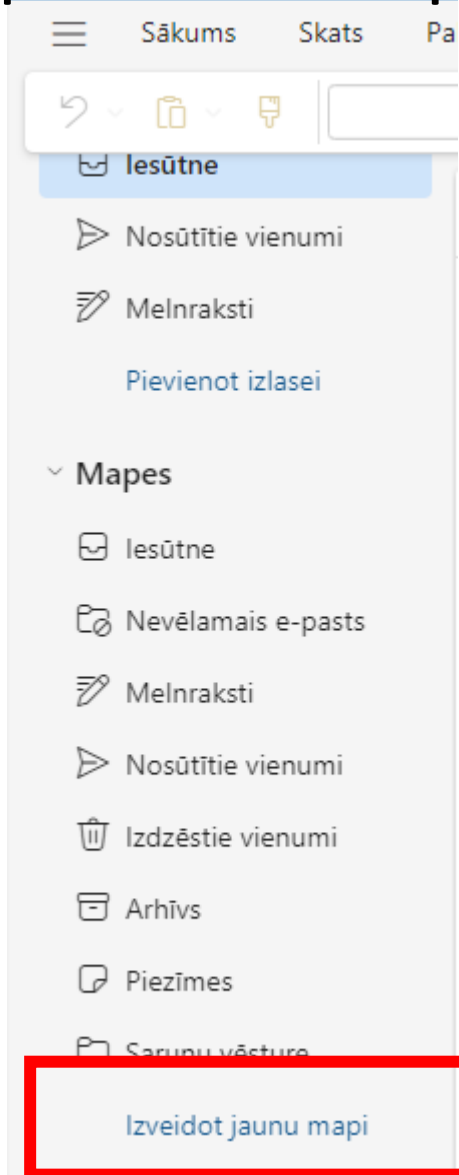 Sākums Skats Pa
Iesūtne
Nosūtītie vienumi
Melnraksti
Pievienot izlasei
Mapes
Iesūtne
Nevēlamais e-pasts
Melnraksti
Nosūtītie vienumi
Izdzēstie vienumi
Arhīvs
Piezīmes
Sarunu vēsture
Izveidot jaunu mapi